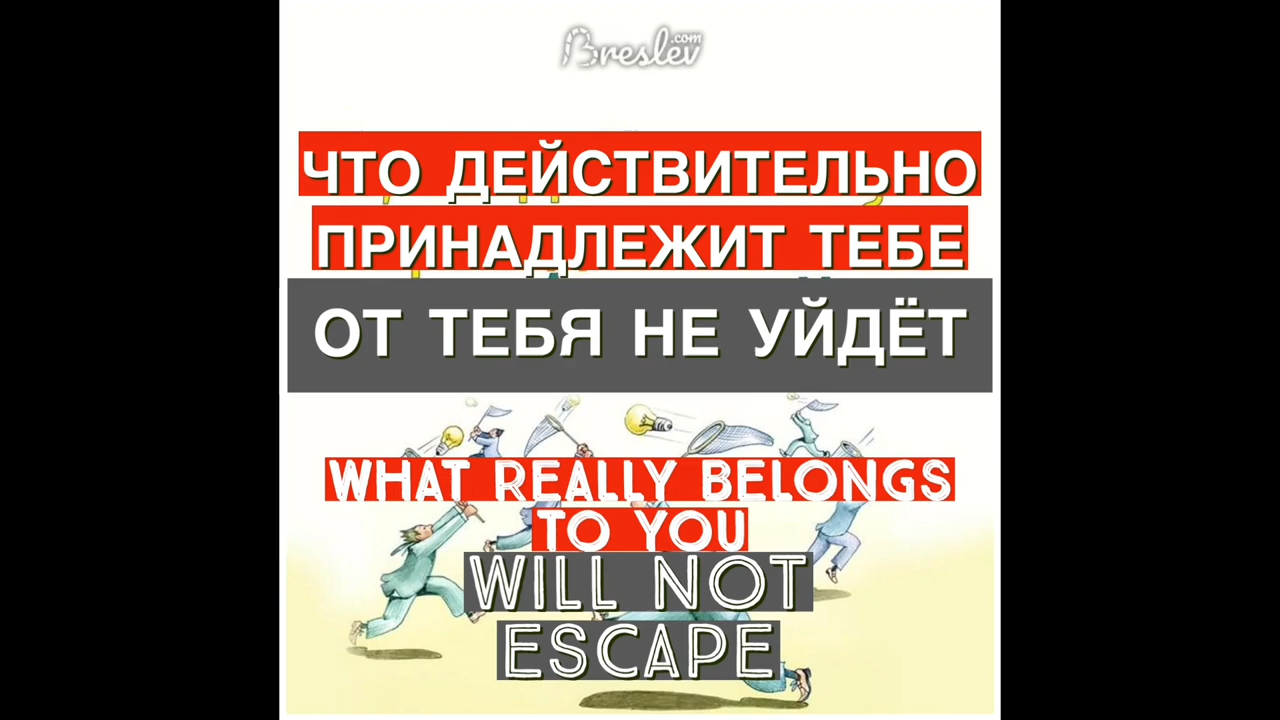 Breslev.com
ЧТО ДЕЙСТВИТЕЛЬНО
ПРИНАДЛЕЖИТ ТЕБЕ
ОТ ТЕБЯ НЕ УЙДЁТ
WHAT REALLY BELONGS
TO YOU
WILL NOT
ESCAPE